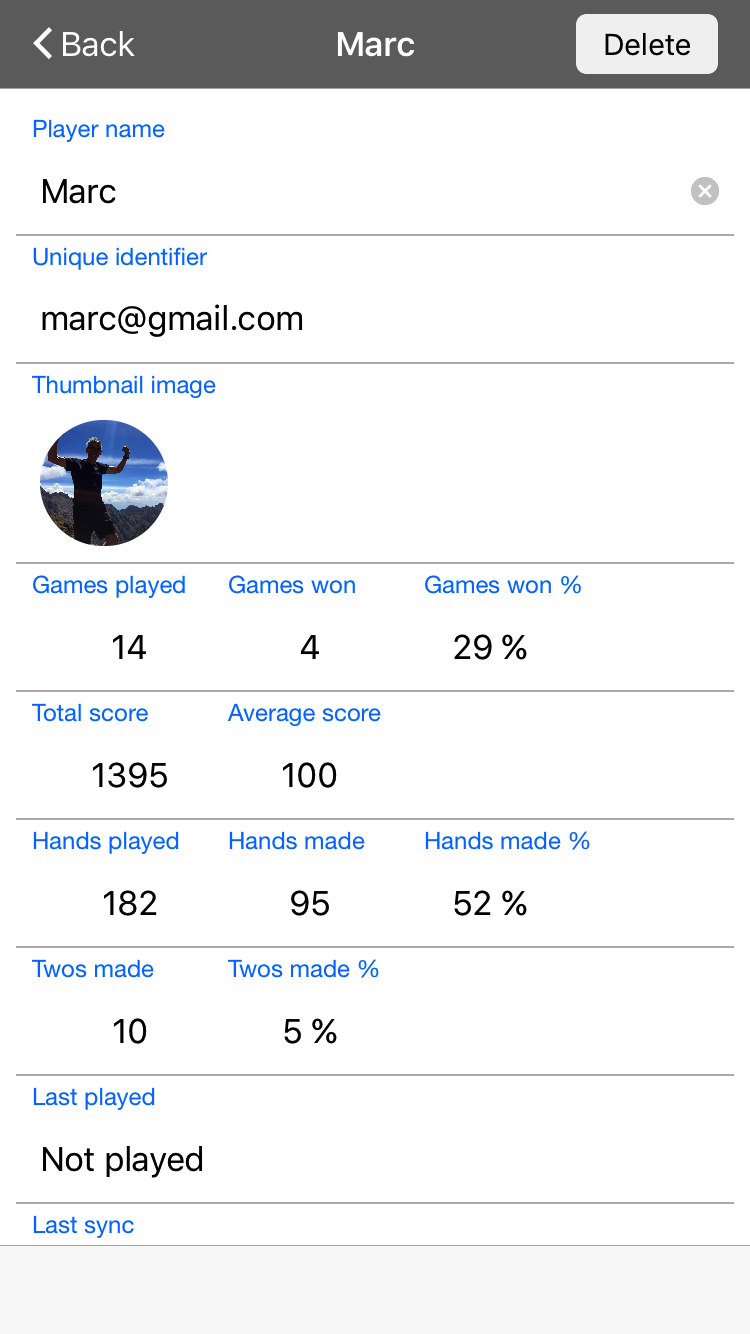 Back Marc Delete
Player name
Marc
Unique identifier
marc@gmail.com
Thumbnail image
Games played Games won Games won %
14 4 29 %
Total score Average score
1395 100
Hands played Hands made Hands made %
182 95 52 %
Twos made Twos made %
10 5 %
Last played
Not played
Last sync